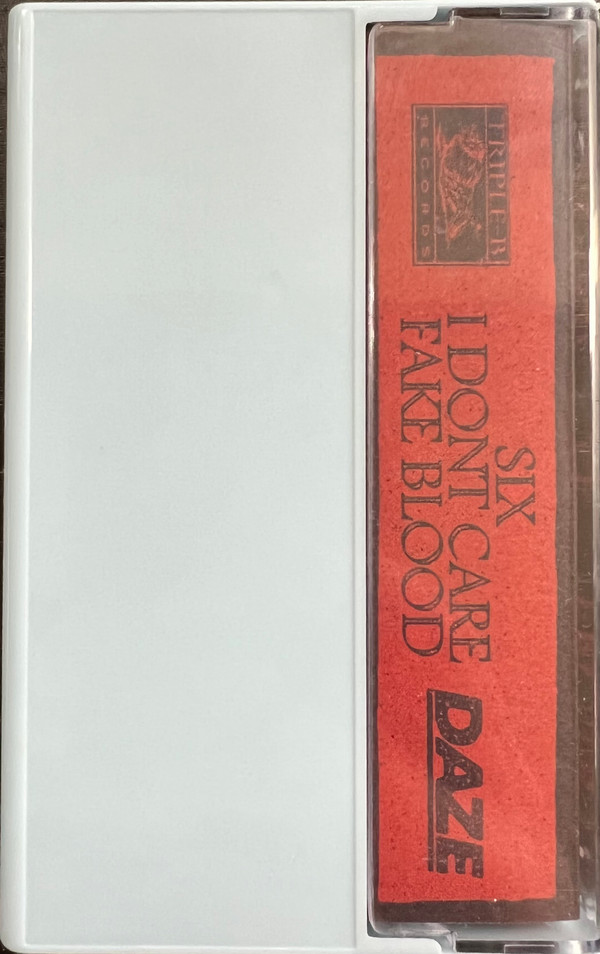 TRIPLE-B
RECORDS
SIX
I DONT CARE
FAKE BLOOD
DAZE